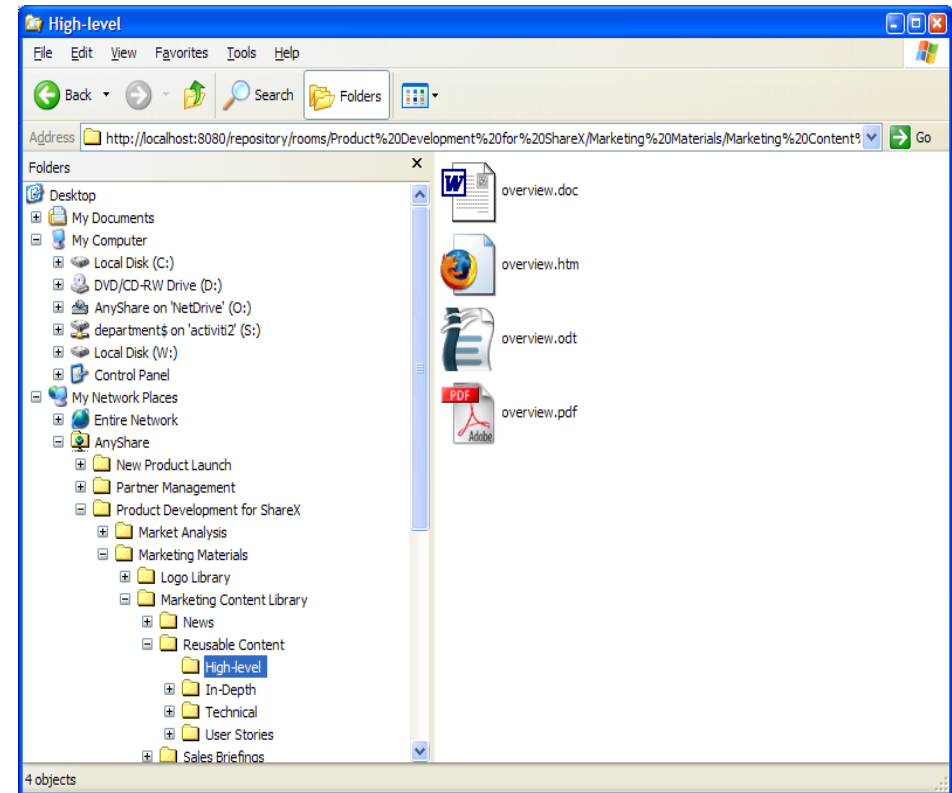 High-level
File Edit View Favorites Tools Help
Back Search Folders
Address http://localhost:8080/repository/rooms/Product%20Development%20for%20ShareX/Marketing%20Materials/Marketing%20Content% Go
Folders x
Desktop
My Documents
My Computer
Local Disk (C:)
DVD/CD-RW Drive (D:)
AnyShare on 'NetDrive' (O:)
department$ on 'activiti2' (S:)
Local Disk (W:)
Control Panel
My Network Places
Entire Network
AnyShare
New Product Launch
Partner Management
Product Development for ShareX
Market Analysis
Marketing Materials
Logo Library
Marketing Content Library
News
Reusable Content
High-level
In-Depth
Technical
User Stories
Sales Briefings
W overview.doc
overview.htm
overview.odt
PDF
overview.pdf
Adobe
4 objects